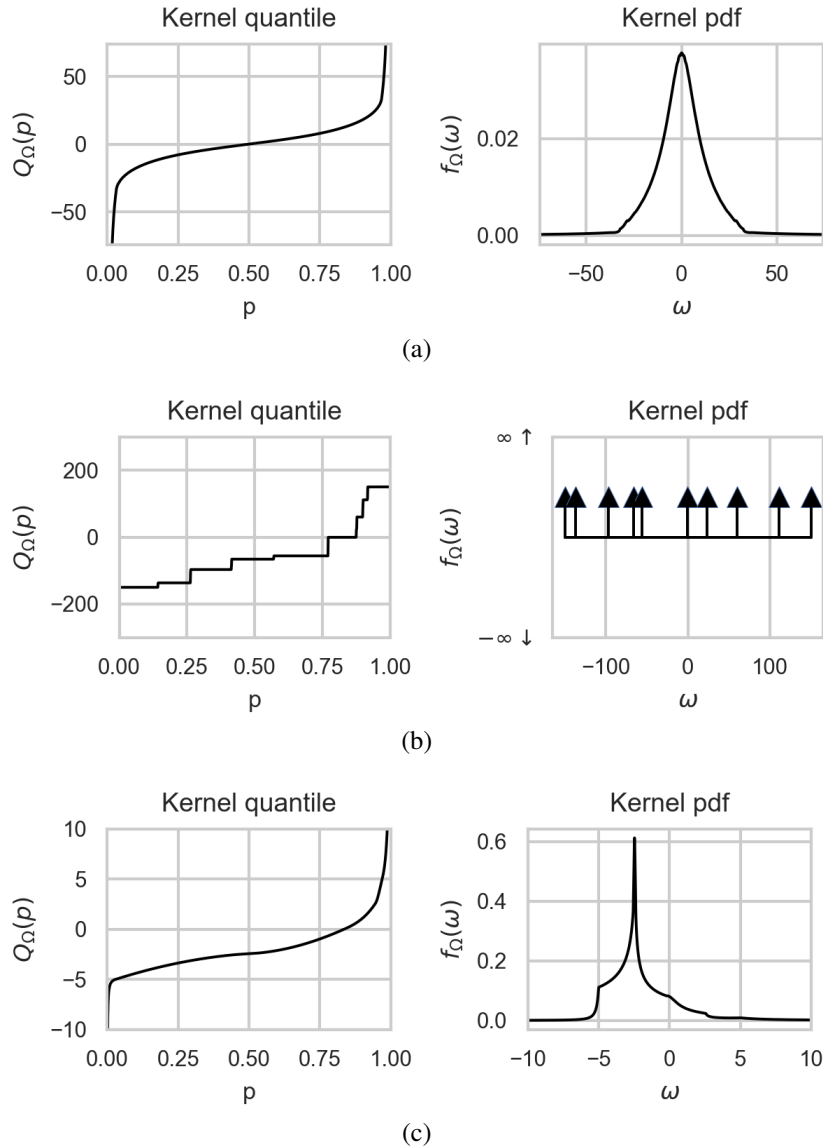 Kernel quantile
Kernel pdf
Q_Ω(p)
50
0
−50
0.00 0.25 0.50 0.75 1.00
p
f_Ω(ω)
0.02
0.00
−50 0 50
ω
(a)
Kernel quantile
Kernel pdf
Q_Ω(p)
200
0
−200
0.00 0.25 0.50 0.75 1.00
p
f_Ω(ω)
∞ ↑
−∞ ↓
−100 0 100
ω
(b)
Kernel quantile
Kernel pdf
Q_Ω(p)
10
5
0
−5
−10
0.00 0.25 0.50 0.75 1.00
p
f_Ω(ω)
0.6
0.4
0.2
0.0
−10 −5 0 5 10
ω
(c)